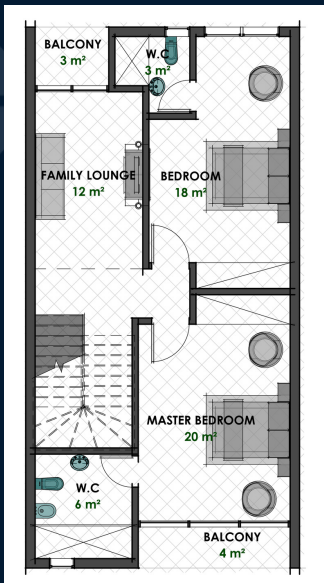 BALCONY
3 m²
W.C
3 m²
FAMILY LOUNGE
12 m²
BEDROOM
18 m²
MASTER BEDROOM
20 m²
W.C
6 m²
BALCONY
4 m²